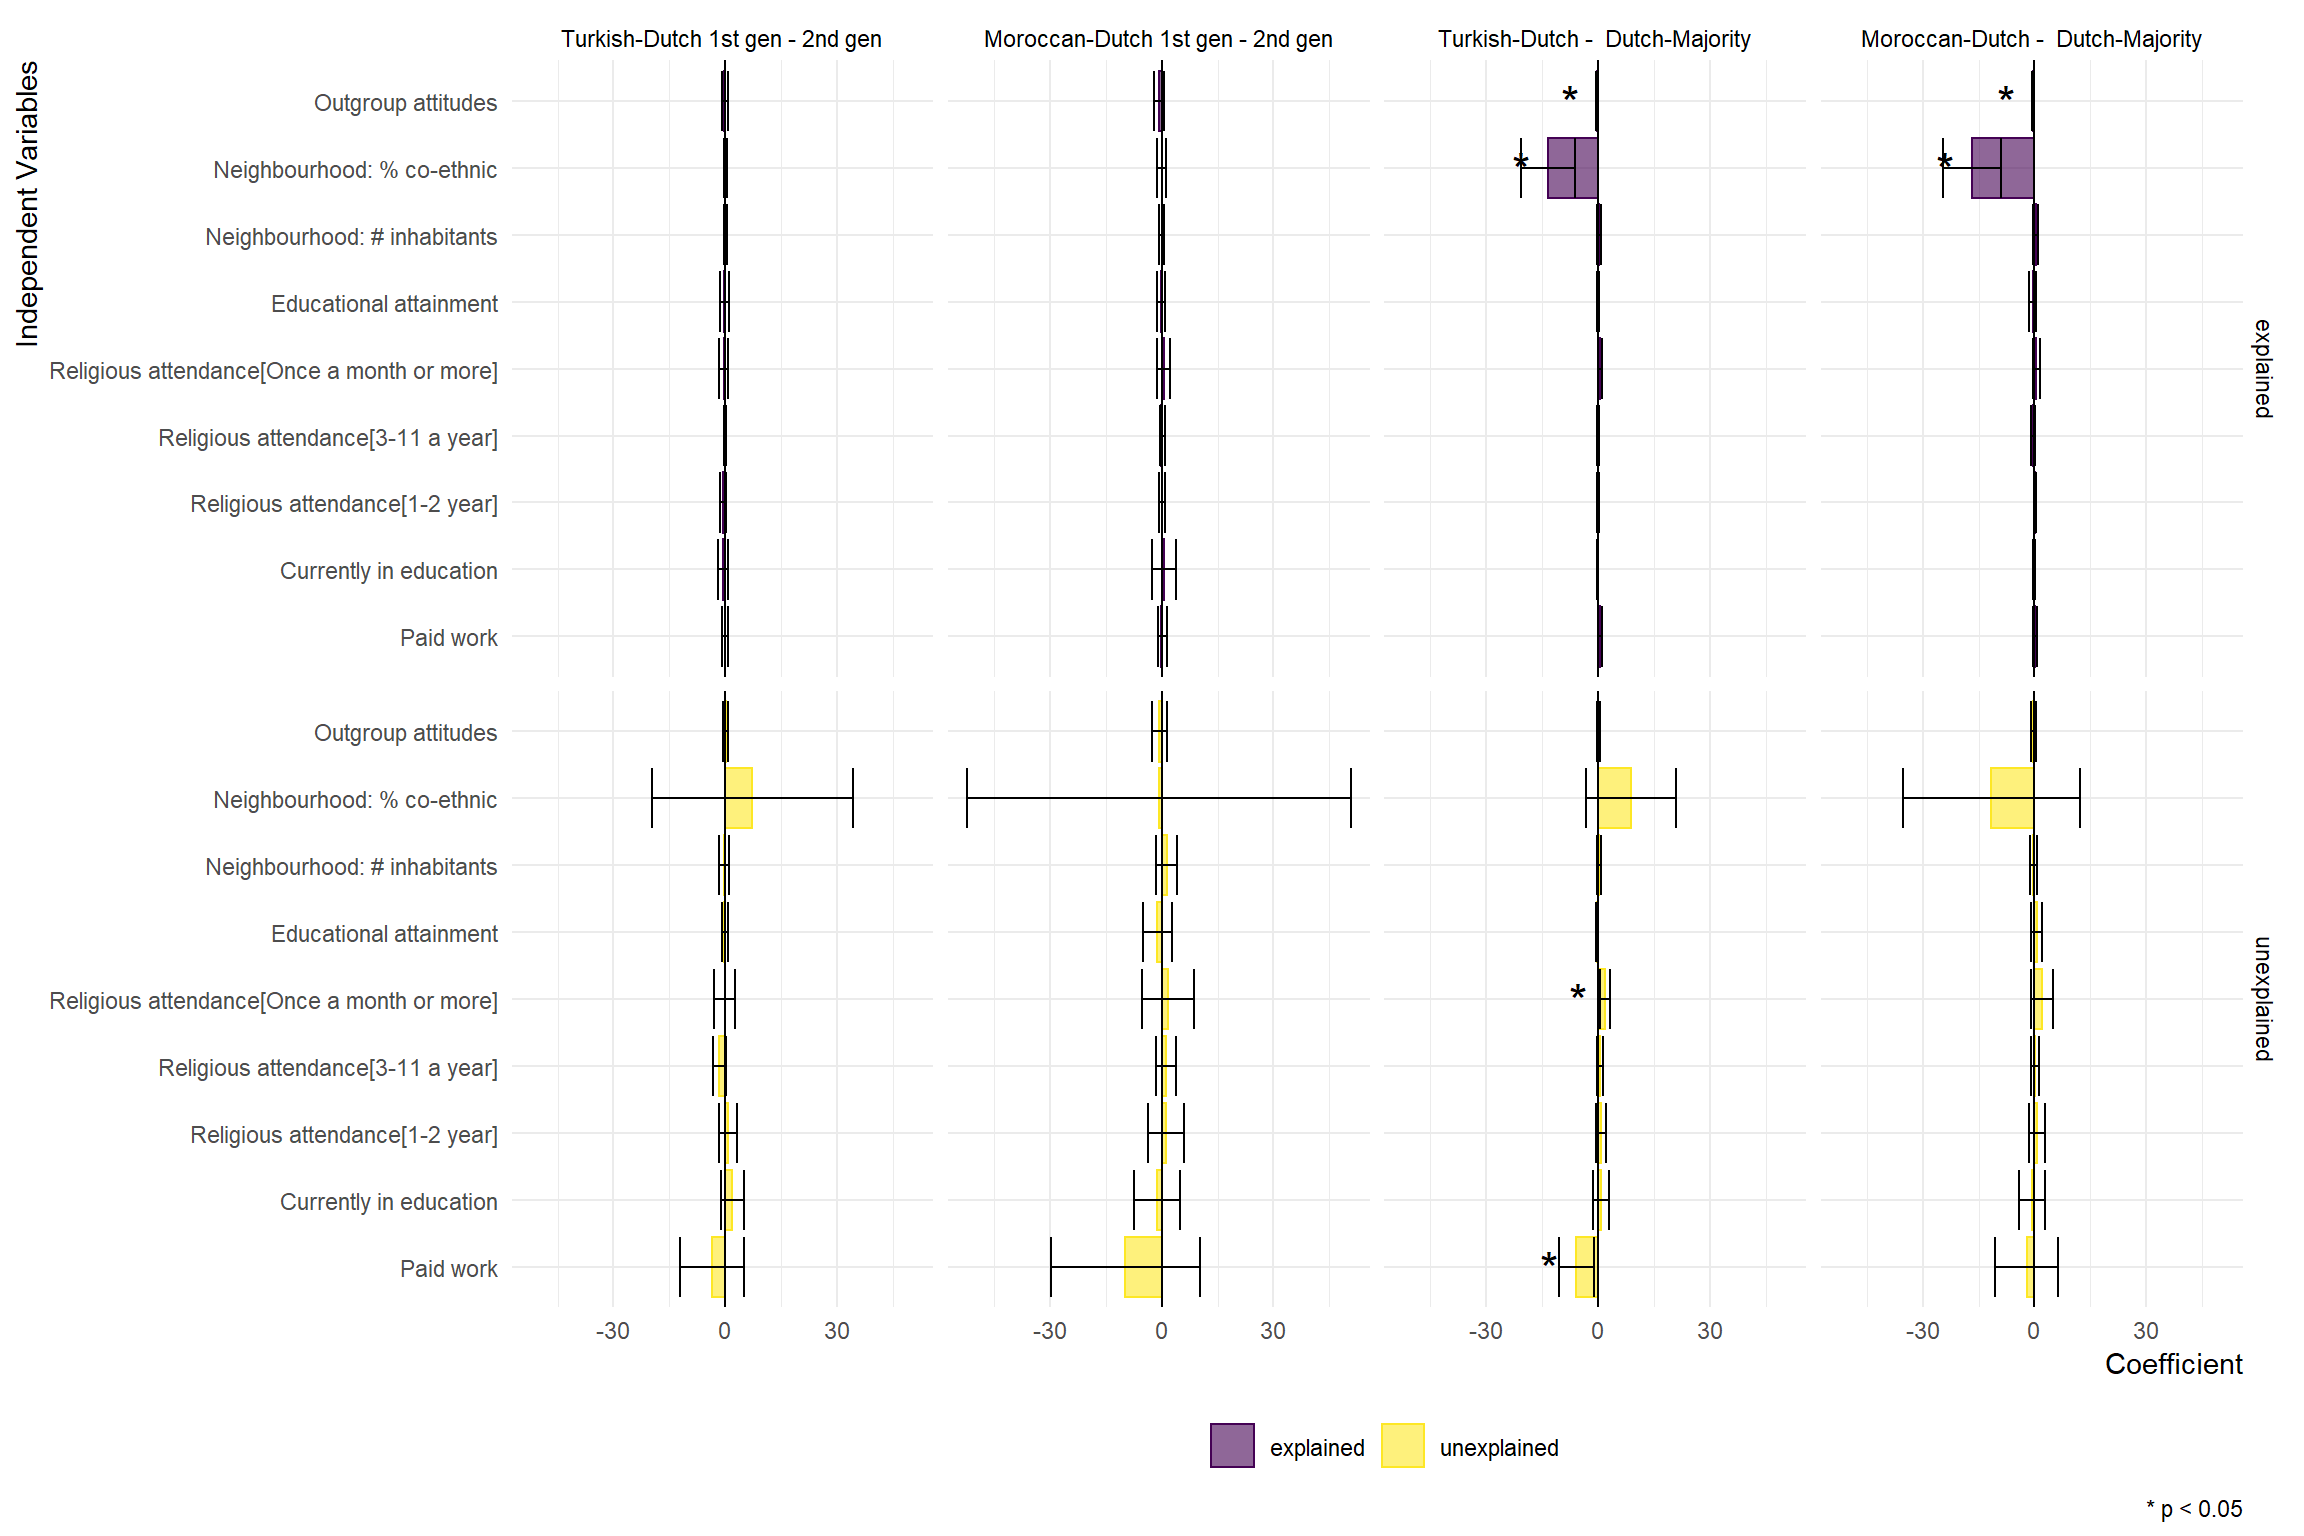 Turkish-Dutch 1st gen - 2nd gen
Moroccan-Dutch 1st gen - 2nd gen
Turkish-Dutch -  Dutch-Majority
Moroccan-Dutch -  Dutch-Majority
Independent Variables
Outgroup attitudes
* *
Neighbourhood: % co-ethnic
* *
Neighbourhood: # inhabitants
Educational attainment
Religious attendance[Once a month or more]
Religious attendance[3-11 a year]
Religious attendance[1-2 year]
Currently in education
Paid work
explained
Outgroup attitudes
Neighbourhood: % co-ethnic
Neighbourhood: # inhabitants
Educational attainment
Religious attendance[Once a month or more]
*
Religious attendance[3-11 a year]
Religious attendance[1-2 year]
Currently in education
Paid work
*
unexplained
-30 0 30
-30 0 30
-30 0 30
-30 0 30
Coefficient
explained
unexplained
* p < 0.05